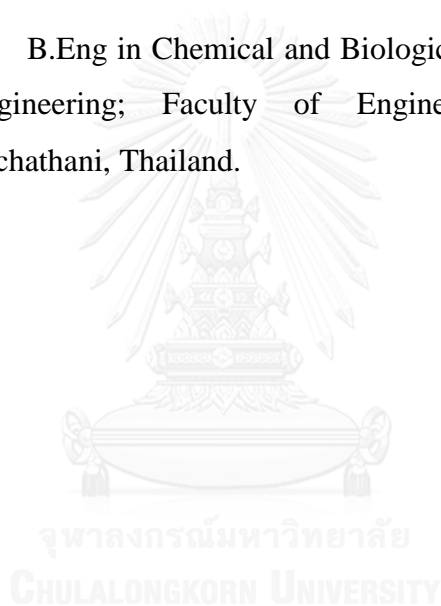 B.Eng in Chemical and Biologic
gineering; Faculty of Engine
chathani, Thailand.
จุฬาลงกรณ์มหาวิทยาลัย
CHULALONGKORN UNIVERSITY